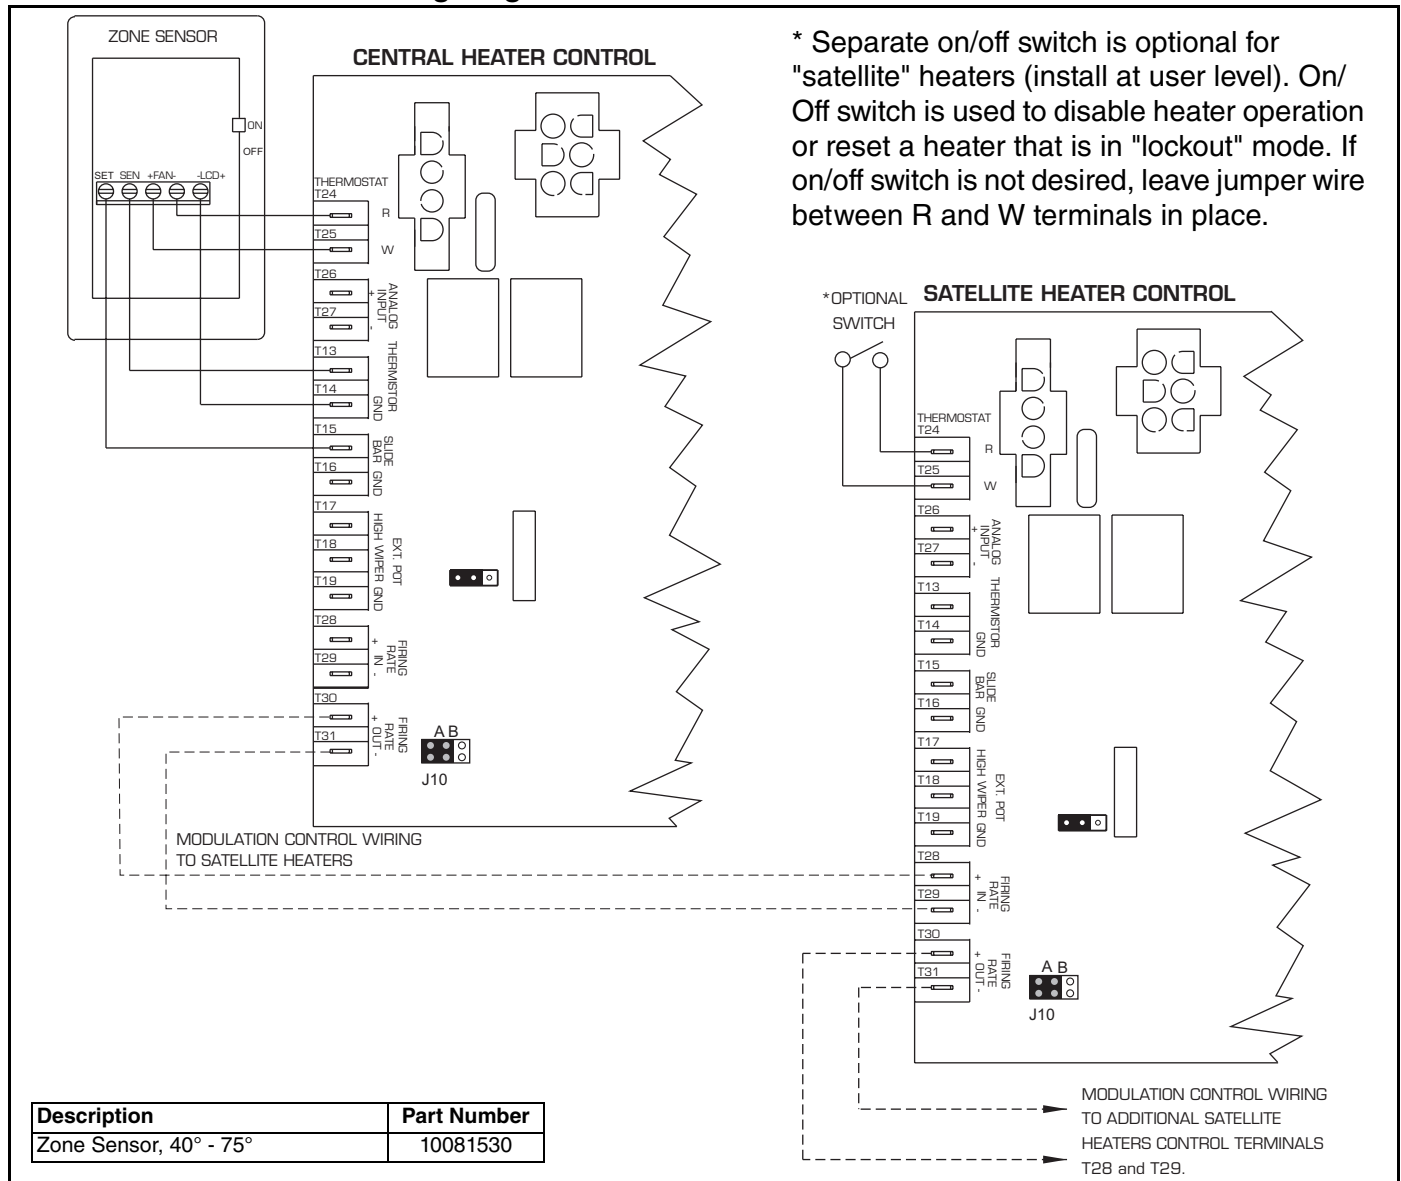 ZONE SENSOR
ON
OFF
SET SEN +FAN- -LCD+
CENTRAL HEATER CONTROL
THERMOSTAT
T24
R
T25
W
T26
+
ANALOG
INPUT
T27
-
T13
THERMISTOR
T14
GND
T15
SLIDE
BAR
T16
GND
T17
HIGH WIPER GND
T18
EXT. POT
T19
T28
+
FIRING
RATE
IN
T29
-
T30
+
FIRING
RATE
OUT
T31
-
A B
J10
MODULATION CONTROL WIRING
TO SATELLITE HEATERS
* Separate on/off switch is optional for
"satellite" heaters (install at user level). On/
Off switch is used to disable heater operation
or reset a heater that is in "lockout" mode. If
on/off switch is not desired, leave jumper wire
between R and W terminals in place.
*OPTIONAL
SWITCH
SATELLITE HEATER CONTROL
THERMOSTAT
T24
R
T25
W
T26
+
ANALOG
INPUT
T27
-
T13
THERMISTOR
T14
GND
T15
SLIDE
BAR
T16
GND
T17
HIGH WIPER GND
T18
EXT. POT
T19
T28
+
FIRING
RATE
IN
T29
-
T30
+
FIRING
RATE
OUT
T31
-
A B
J10
MODULATION CONTROL WIRING
TO ADDITIONAL SATELLITE
HEATERS CONTROL TERMINALS
T28 and T29.
Description Part Number
Zone Sensor, 40° - 75° 10081530